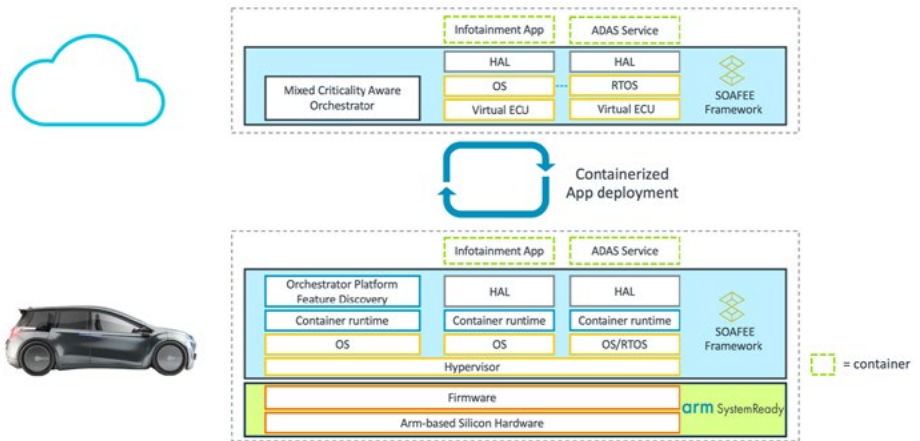 Infotainment App
ADAS Service
HAL
HAL
Mixed Criticality Aware
Orchestrator
OS
RTOS
SOAFEE
Framework
Virtual ECU
Virtual ECU
Containerized
App deployment
Infotainment App
ADAS Service
Orchestrator Platform
Feature Discovery
HAL
HAL
Container runtime
Container runtime
Container runtime
SOAFEE
Framework
OS
OS
OS/RTOS
Hypervisor
= container
Firmware
arm SystemReady
Arm-based Silicon Hardware